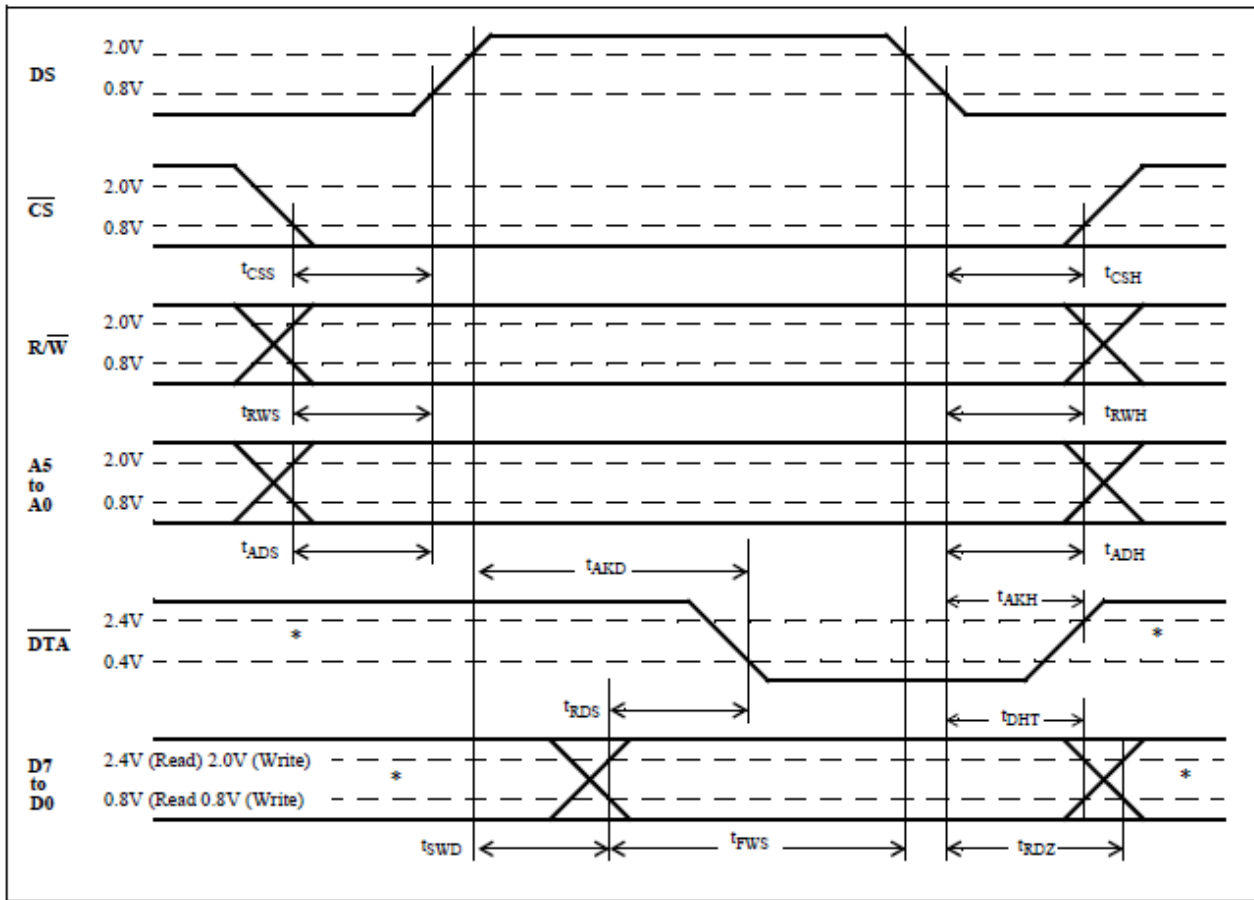 DS
2.0V
0.8V
CS
2.0V
0.8V
tCSS
tCSH
R/W
2.0V
0.8V
tRWS
tRWH
A5
to
A0
2.0V
0.8V
tADS
tADH
tAKD
tAKH
DTA
2.4V
0.4V
*
*
tRDS
tDHT
D7
to
D0
2.4V (Read) 2.0V (Write)
0.8V (Read 0.8V (Write)
*
*
tSWD
tFWS
tRDZ